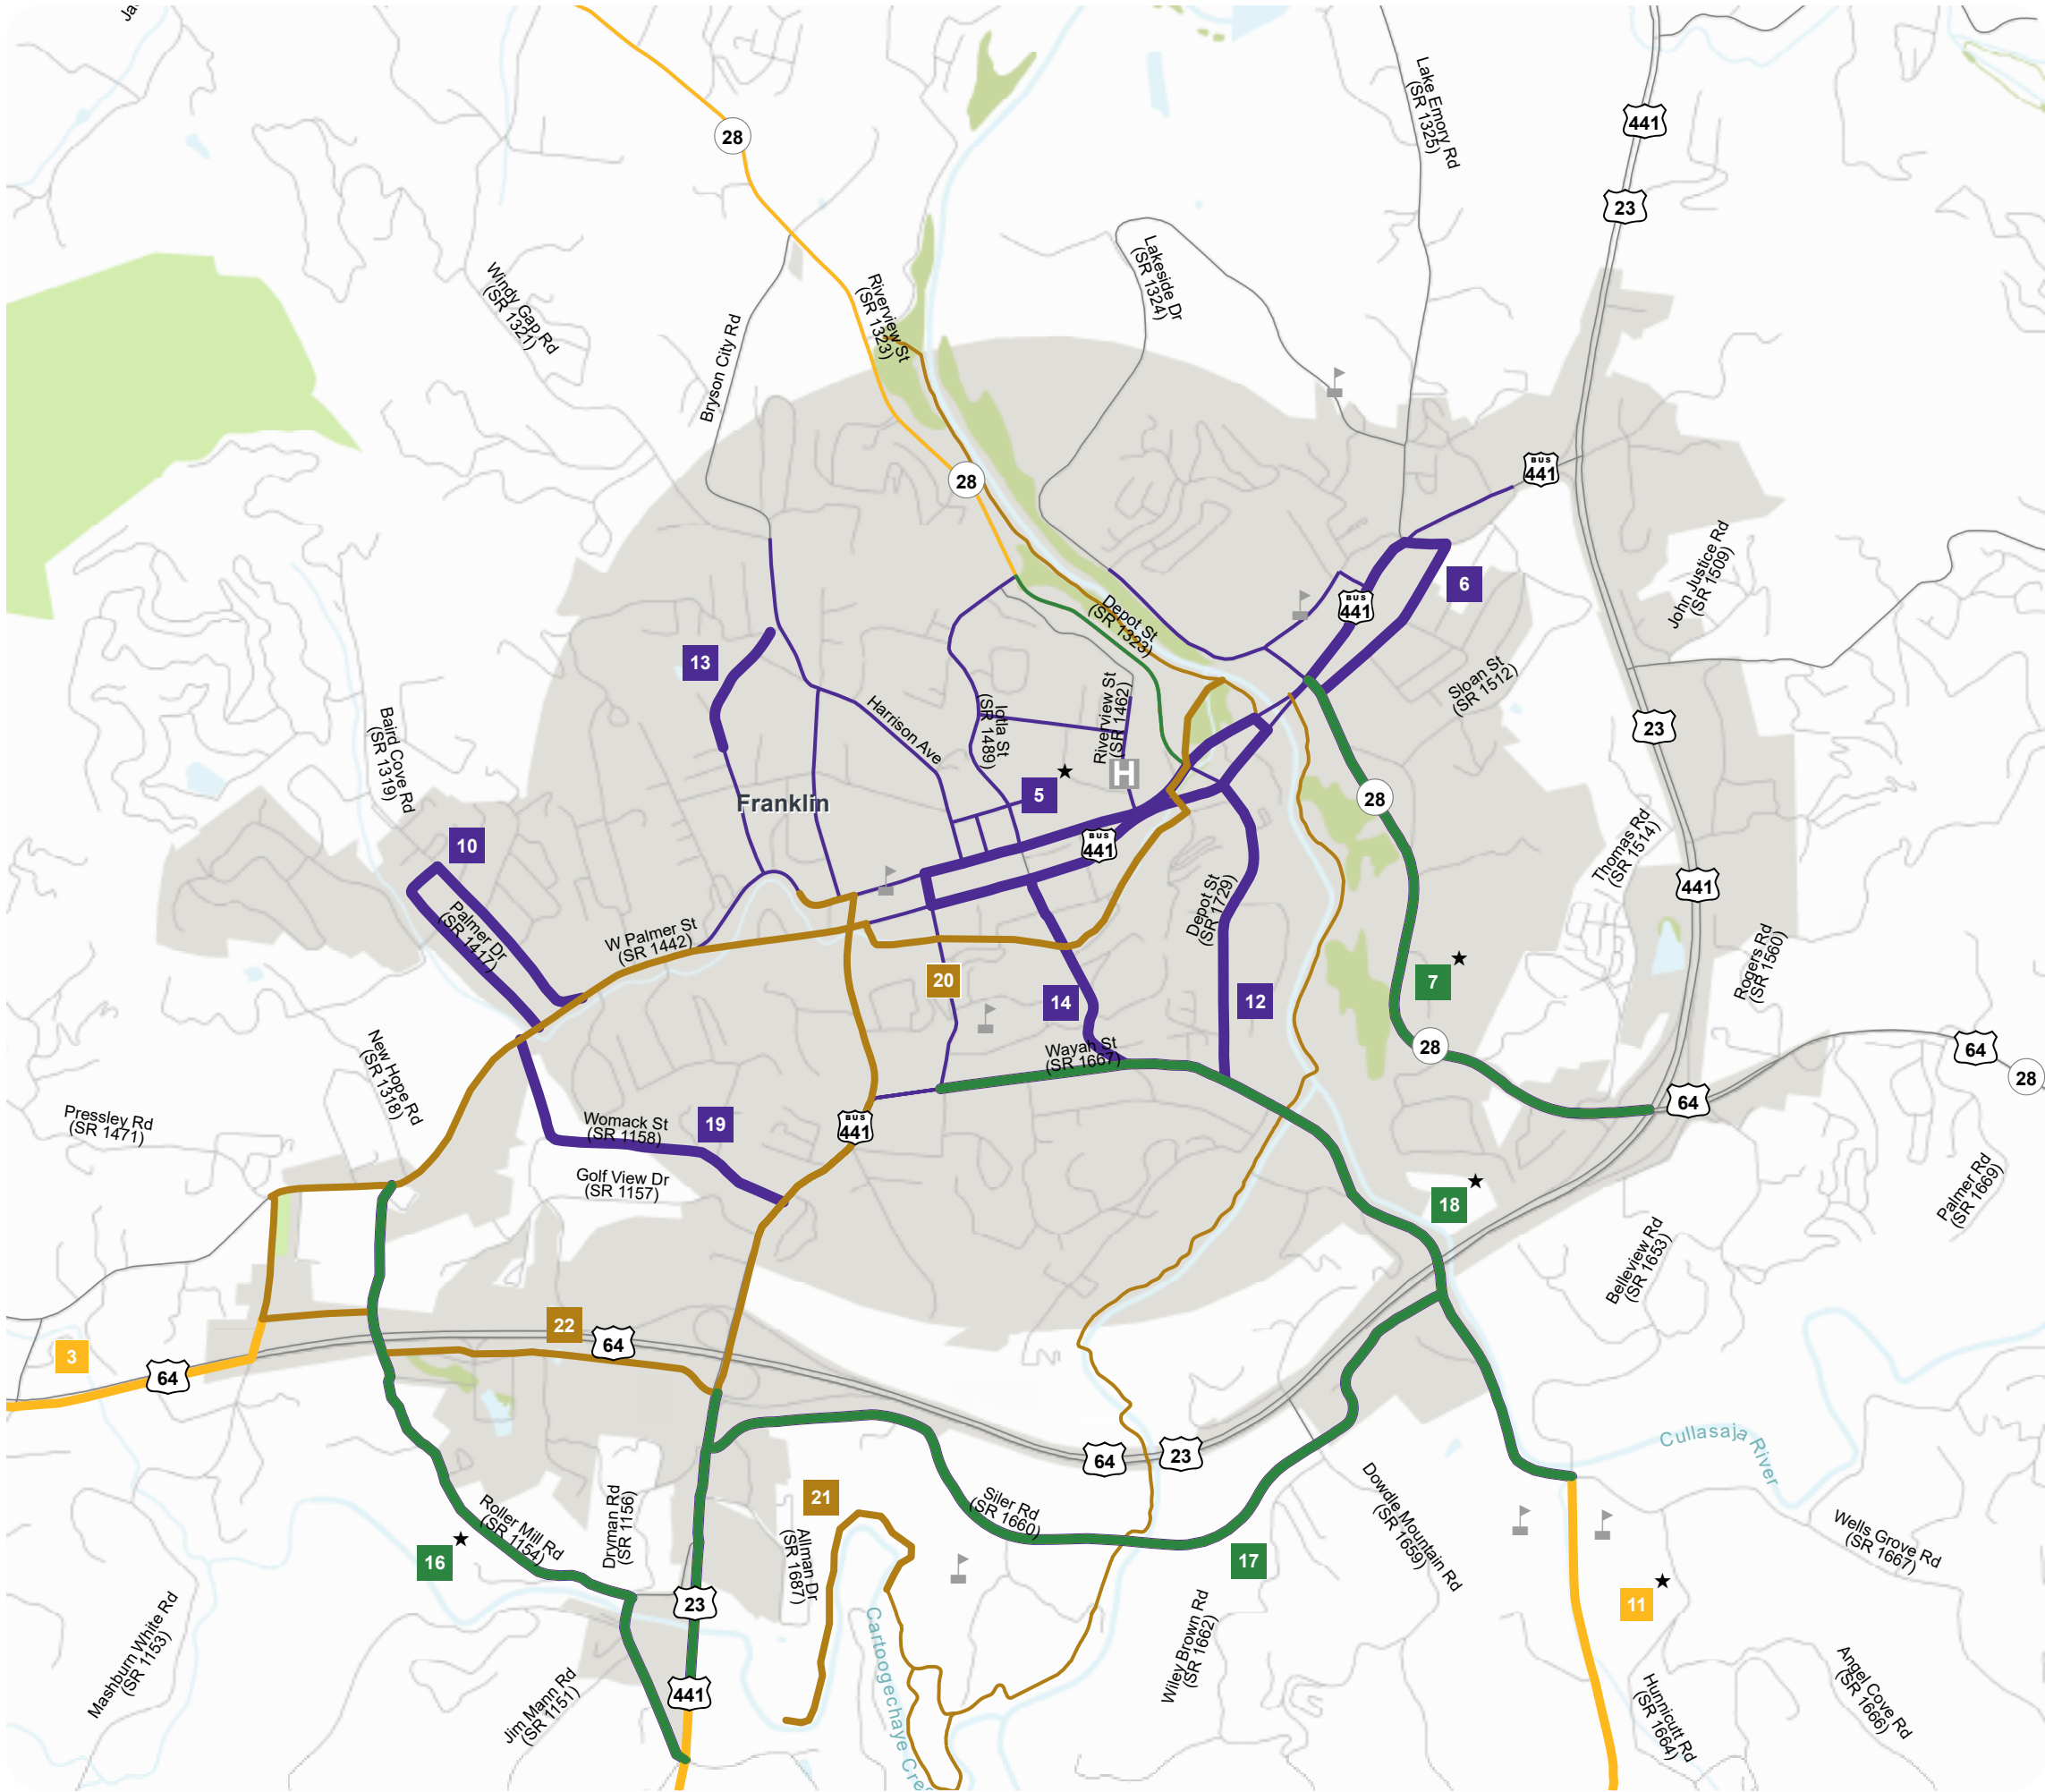 Ja
28
441
Lake Emory Rd
(SR 1325)
23
Lakeside Dr
(SR 1324)
Windy Gap Rd
(SR 1321)
Riverview St
(SR 1323)
Bryson City Rd
28
BUS
441
John Justice Rd
(SR 1509)
6
BUS
441
Depot St
(SR 1323)
13
Sloan St
(SR 1512)
Riverview St
(SR 1462)
Iotla St
(SR 1489)
Harrison Ave
Baird Cove Rd
(SR 1319)
23
H
5
28
Franklin
Thomas Rd
(SR 1514)
10
BUS
441
441
Palmer Dr
(SR 1417)
W Palmer St
(SR 1442)
Depot St
(SR 1729)
Rogers Rd
(SR 1560)
20
7
14
12
New Hope Rd
(SR 1318)
Wayah St
(SR 1667)
28
64
28
64
Pressley Rd
(SR 1471)
Womack St
(SR 1158)
19
BUS
441
Golf View Dr
(SR 1157)
18
Palmer Rd
(SR 1669)
Belleview Rd
(SR 1653)
22
64
3
64
Cullasaja River
64
23
21
Siler Rd
(SR 1660)
Dowdle Mountain Rd
(SR 1659)
Roller Mill Rd
(SR 1154)
Dryman Rd
(SR 1156)
Allman Dr
(SR 1687)
Wells Grove Rd
(SR 1667)
16
17
23
11
Mashburn White Rd
(SR 1153)
Wiley Brown Rd
(SR 1662)
Cartoogechaye Cree
Jim Mann Rd
(SR 1151)
441
Hunnicutt Rd
(SR 1664)
Angel Cove Rd
(SR 1666)